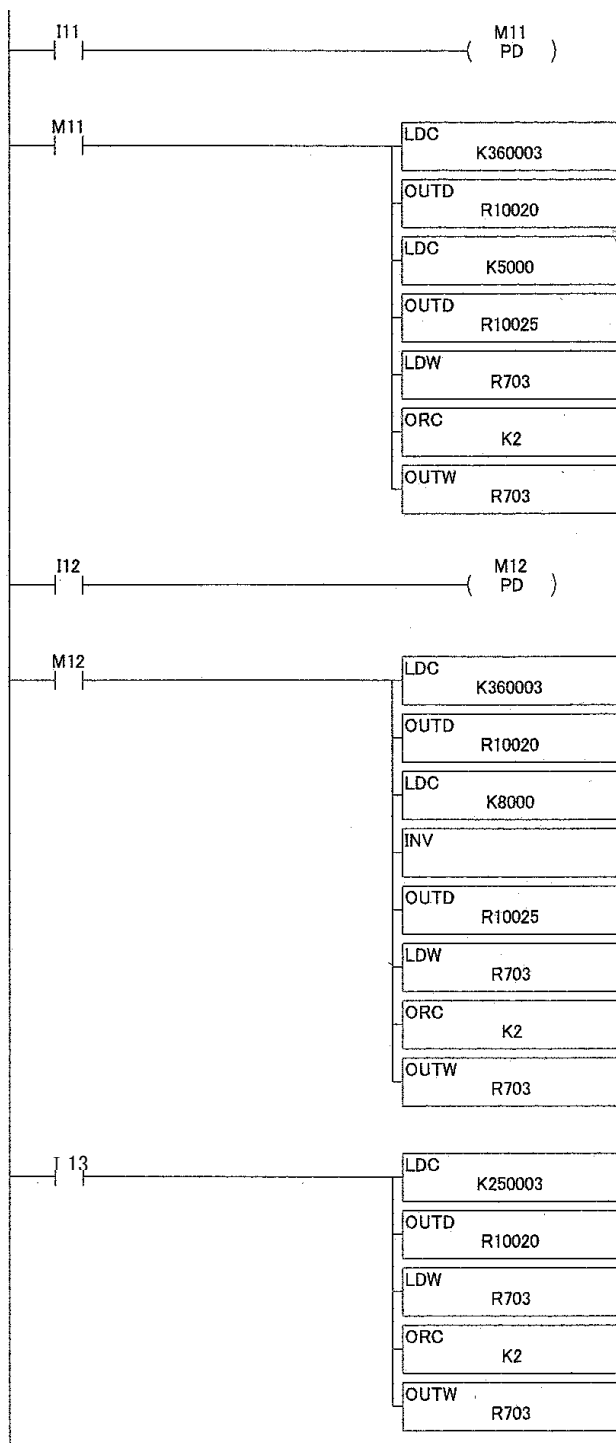 I11
M11
( PD )
M11
LDC
K360003
OUTD
R10020
LDC
K5000
OUTD
R10025
LDW
R703
ORC
K2
OUTW
R703
I12
M12
( PD )
M12
LDC
K360003
OUTD
R10020
LDC
K8000
INV
OUTD
R10025
LDW
R703
ORC
K2
OUTW
R703
I 13
LDC
K250003
OUTD
R10020
LDW
R703
ORC
K2
OUTW
R703